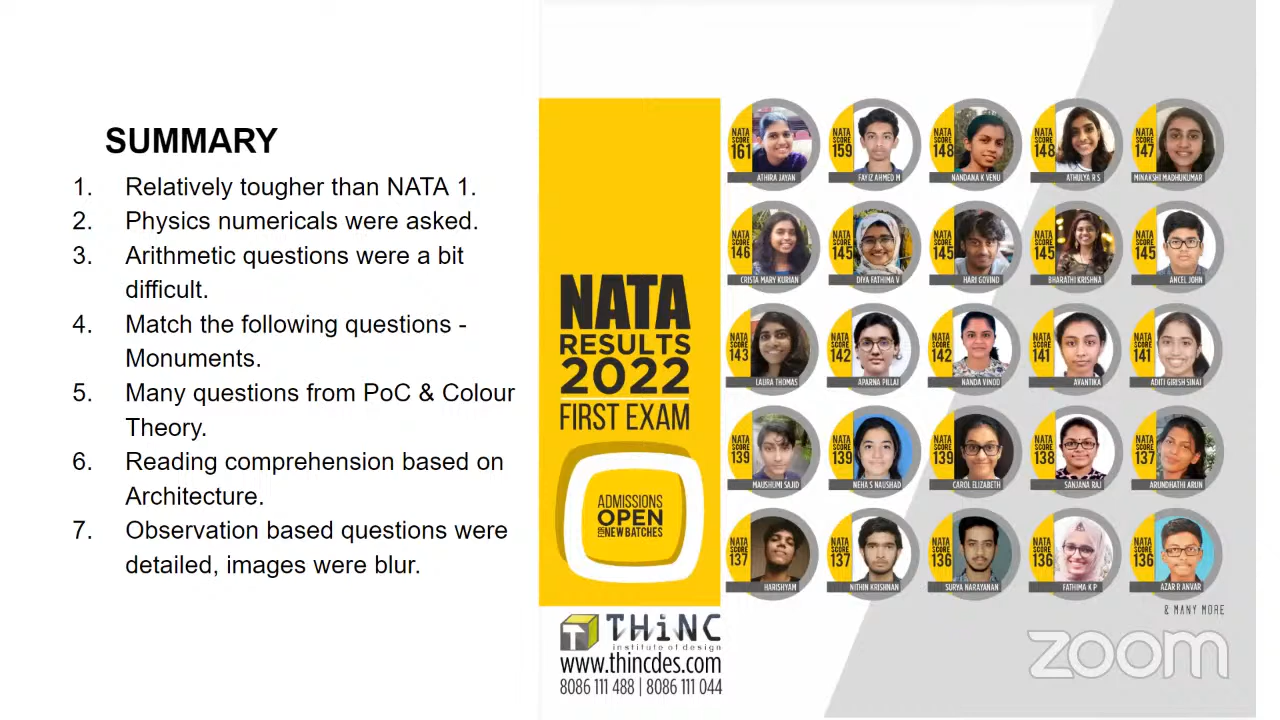 SUMMARY
1. Relatively tougher than NATA 1.
2. Physics numericals were asked.
3. Arithmetic questions were a bit
difficult.
4. Match the following questions -
Monuments.
5. Many questions from PoC & Colour
Theory.
6. Reading comprehension based on
Architecture.
7. Observation based questions were
detailed, images were blur.
NATA
RESULTS
2022
FIRST EXAM
ADMISSIONS
OPEN
FOR NEW BATCHES
THiNC
institute of design
www.thincdes.com
8086 111 488 | 8086 111 044
NATA SCORE 161 ATHIRA JAYAN
NATA SCORE 159 FAYIZ AHMED M
NATA SCORE 148 NANDANA K VENU
NATA SCORE 148 ATHULYA R S
NATA SCORE 147 MINAKSHI MADHUKUMAR
NATA SCORE 146 CRISTA MARY KURIAN
NATA SCORE 145 DIYA FATHIMA V
NATA SCORE 145 HARI GOVIND
NATA SCORE 145 BHARATHI KRISHNA
NATA SCORE 145 ANCEL JOHN
NATA SCORE 143 LAURA THOMAS
NATA SCORE 142 APARNA PILLAI
NATA SCORE 142 NANDA VINOD
NATA SCORE 141 AVANTIKA
NATA SCORE 141 ADITI GIRISH SINAI
NATA SCORE 139 MAUSHUMI SAJID
NATA SCORE 139 NEHA S NAUSHAD
NATA SCORE 139 CAROL ELIZABETH
NATA SCORE 138 SANJANA RAJ
NATA SCORE 137 ARUNDHATHI ARUN
NATA SCORE 137 HARISHYAM
NATA SCORE 137 NITHIN KRISHNAN
NATA SCORE 136 SURYA NARAYANAN
NATA SCORE 136 FATHIMA K P
NATA SCORE 136 AZAR R ANVAR
& MANY MORE
zoom